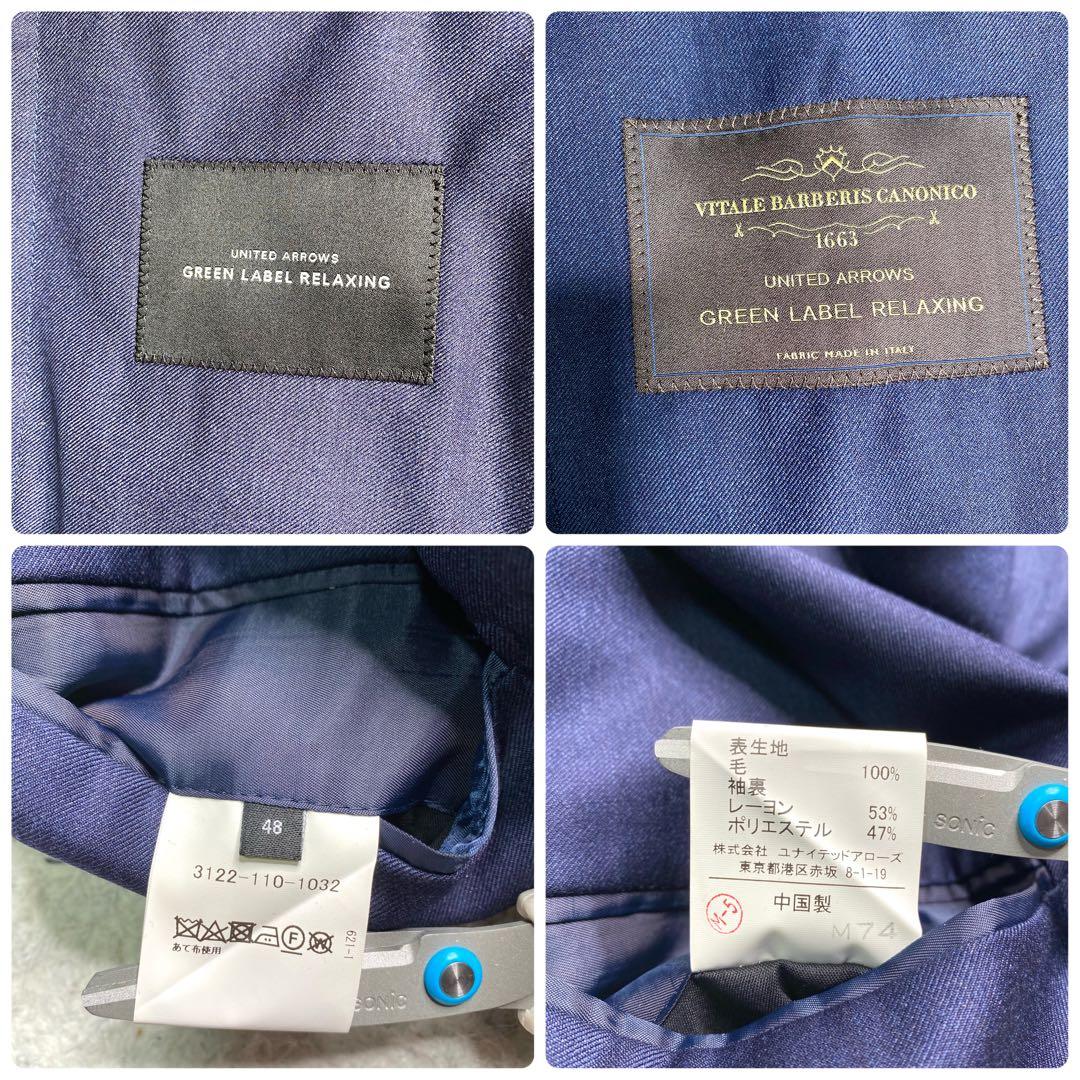 UNITED ARROWS
GREEN LABEL RELAXING
VITALE BARBERIS CANONICO
1663
UNITED ARROWS
GREEN LABEL RELAXING
FABRIC MADE IN ITALY
48
3122-110-1032
F W
あて布使用
621-1
SONiC
表生地
毛 100%
袖裏
レーヨン 53%
ポリエステル 47%
株式会社 ユナイテッドアローズ
東京都港区赤坂 8-1-19
中国製
M-5
M74
SONiC